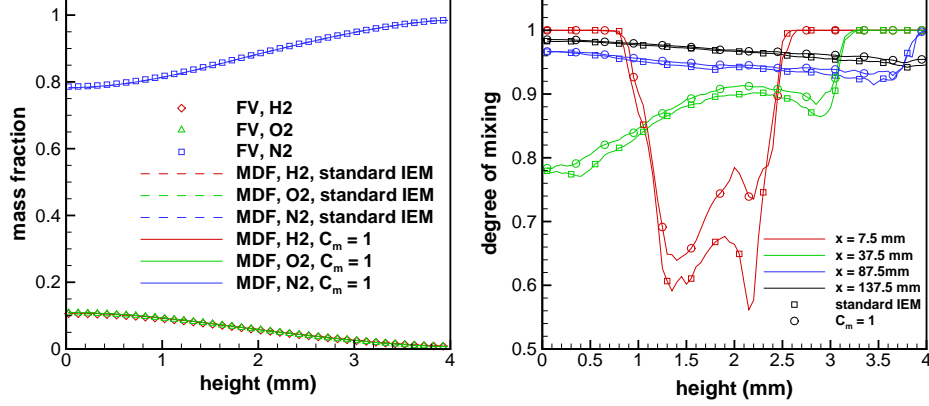 mass fraction
1
0.8
0.6
0.4
0.2
0
0
1
2
3
4
height (mm)
FV, H2
FV, O2
FV, N2
MDF, H2, standard IEM
MDF, O2, standard IEM
MDF, N2, standard IEM
MDF, H2, Cm = 1
MDF, O2, Cm = 1
MDF, N2, Cm = 1
degree of mixing
1
0.9
0.8
0.7
0.6
0.5
0
0.5
1
1.5
2
2.5
3
3.5
4
height (mm)
x = 7.5 mm
x = 37.5 mm
x = 87.5mm
x = 137.5 mm
standard IEM
Cm = 1